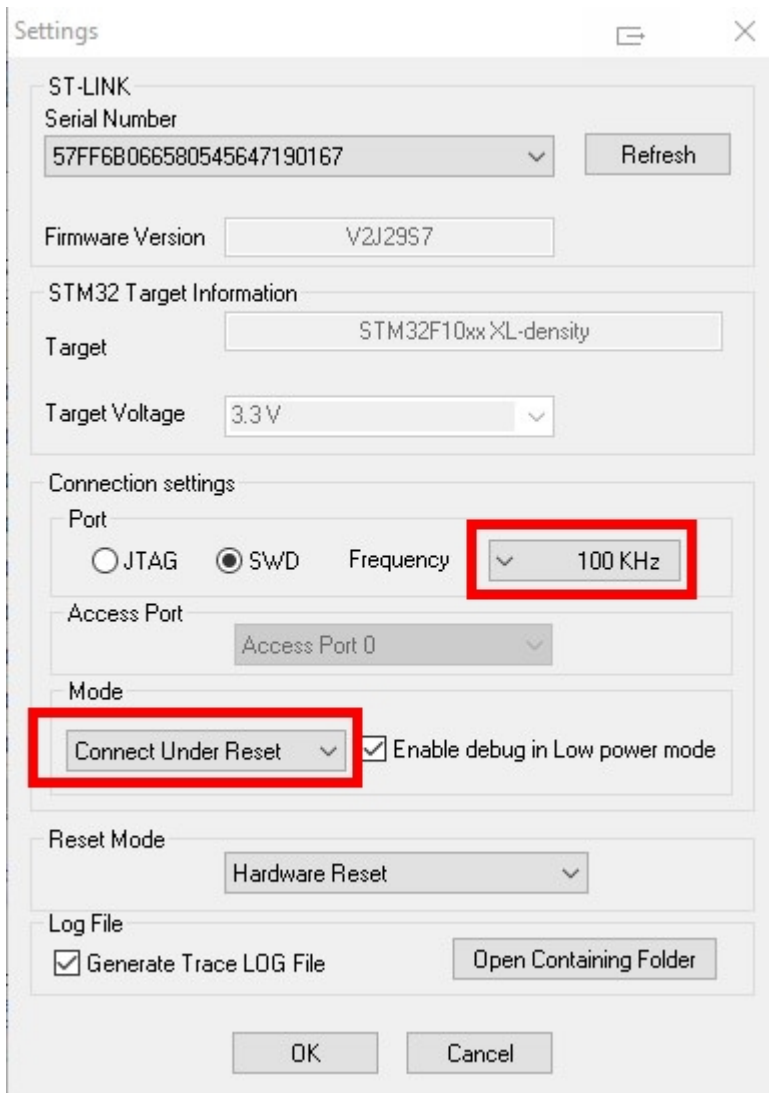 Settings
ST-LINK
Serial Number
57FF6B066580545647190167
Refresh
Firmware Version V2J29S7
STM32 Target Information
Target STM32F10xx XL-density
Target Voltage 3.3 V
Connection settings
Port
JTAG SWD Frequency 100 KHz
Access Port
Access Port 0
Mode
Connect Under Reset Enable debug in Low power mode
Reset Mode
Hardware Reset
Log File
Generate Trace LOG File Open Containing Folder
OK Cancel